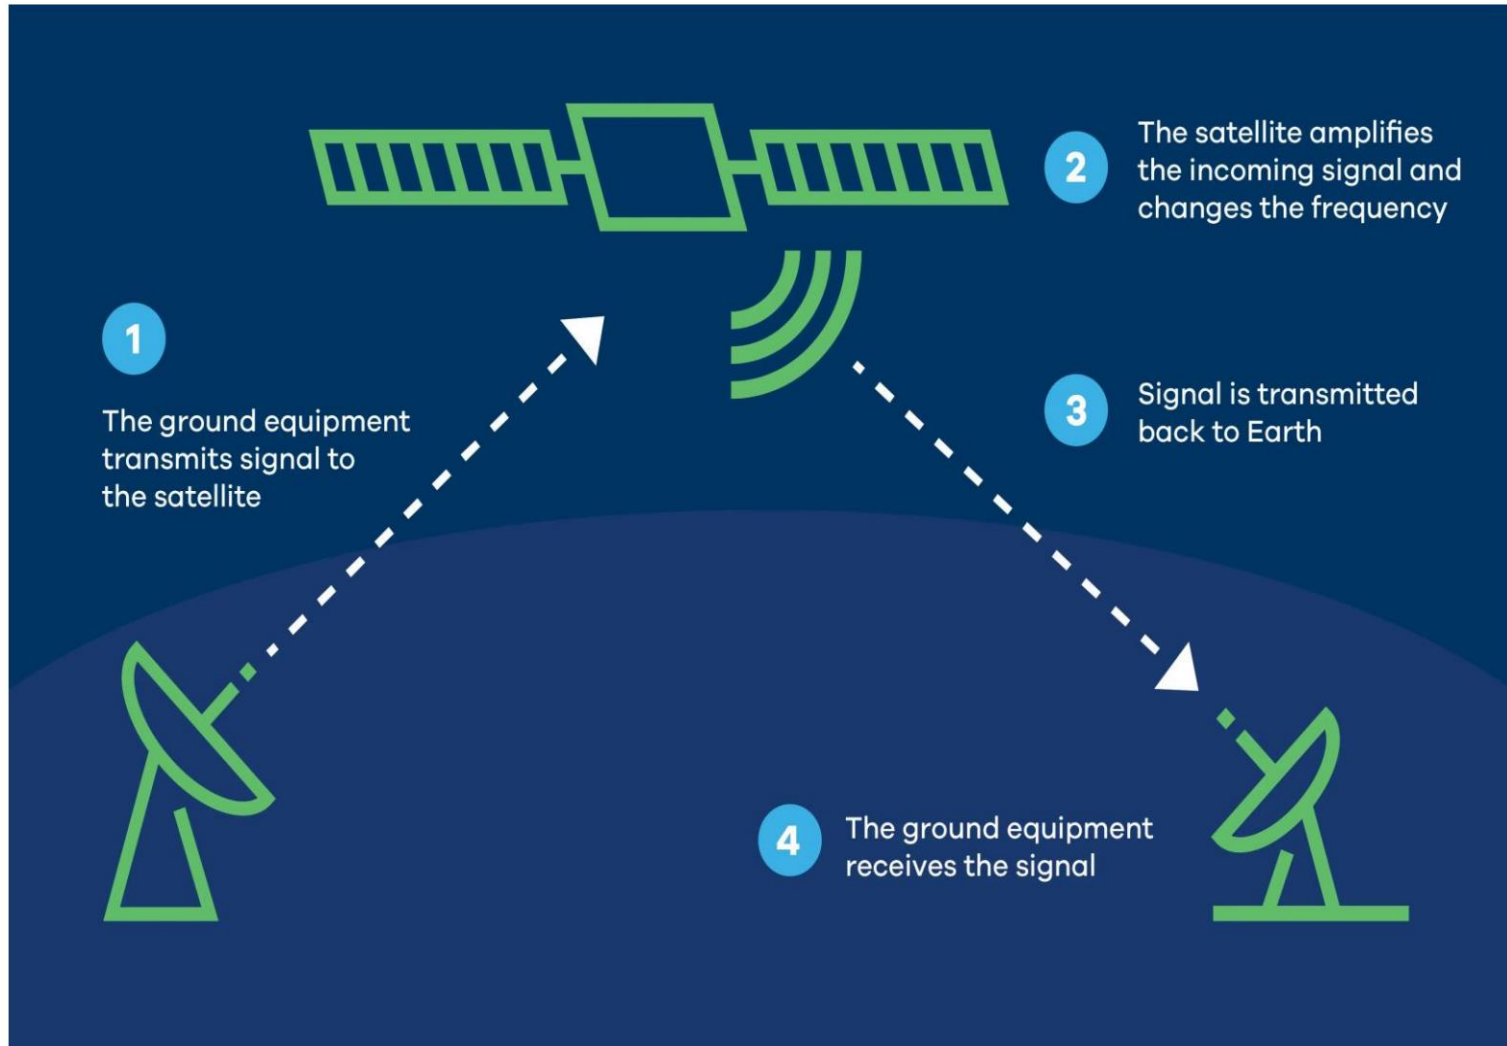 1
The ground equipment
transmits signal to
the satellite
2
The satellite amplifies
the incoming signal and
changes the frequency
3
Signal is transmitted
back to Earth
4
The ground equipment
receives the signal